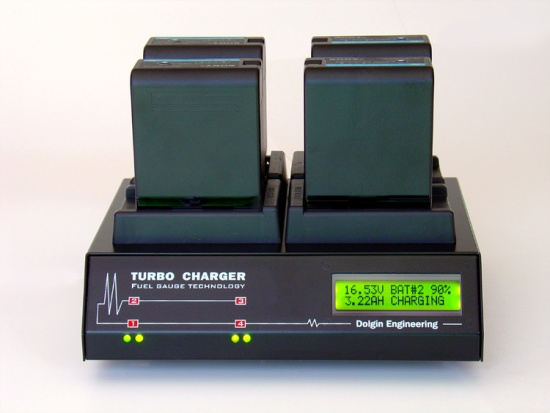 TURBO CHARGER
FUEL GAUGE TECHNOLOGY
2 3
1 4
16.53V BAT#2 90%
3.22AH CHARGING
Dolgin Engineering